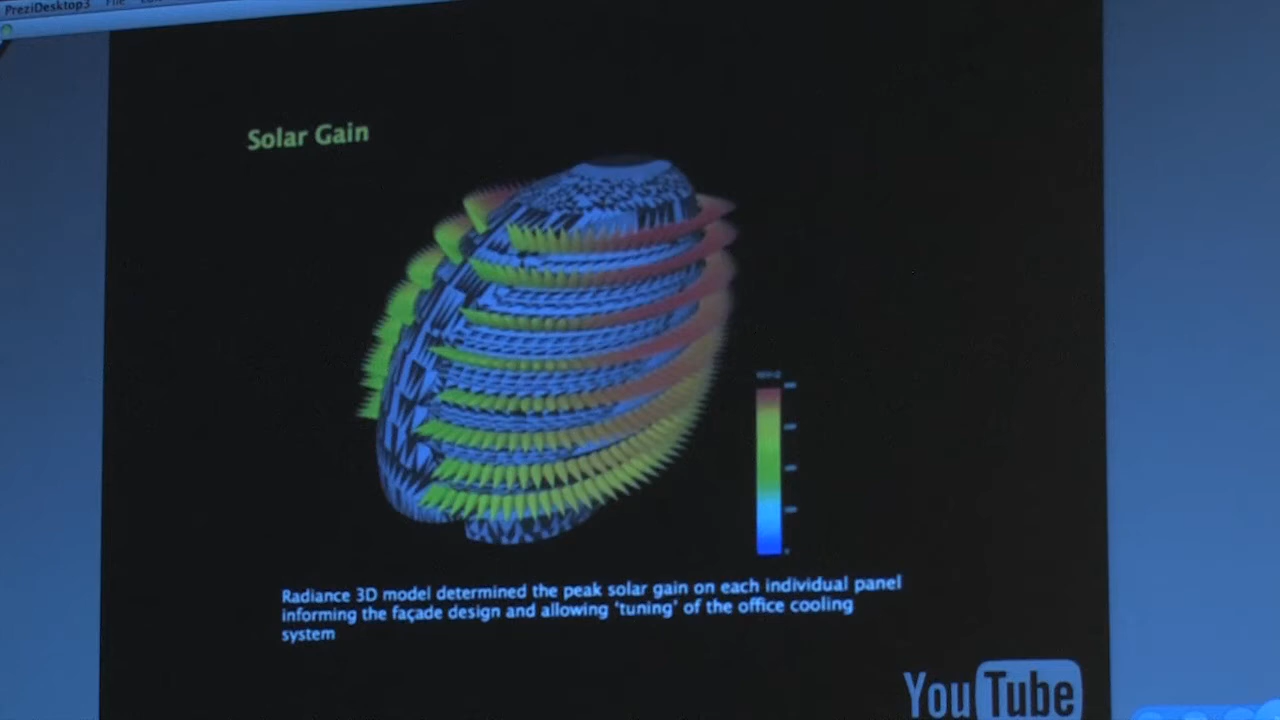 PreziDesktop3
Solar Gain
Radiance 3D model determined the peak solar gain on each individual panel
informing the façade design and allowing 'tuning' of the office cooling
system
YouTube